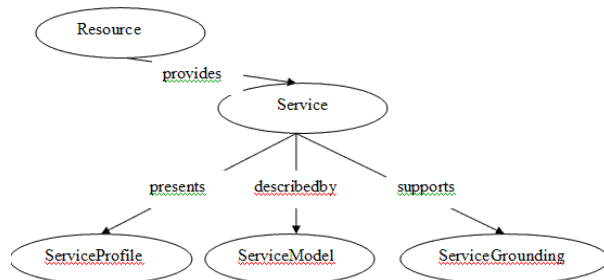 Resource
provides
Service
presents describedby supports
ServiceProfile ServiceModel ServiceGrounding